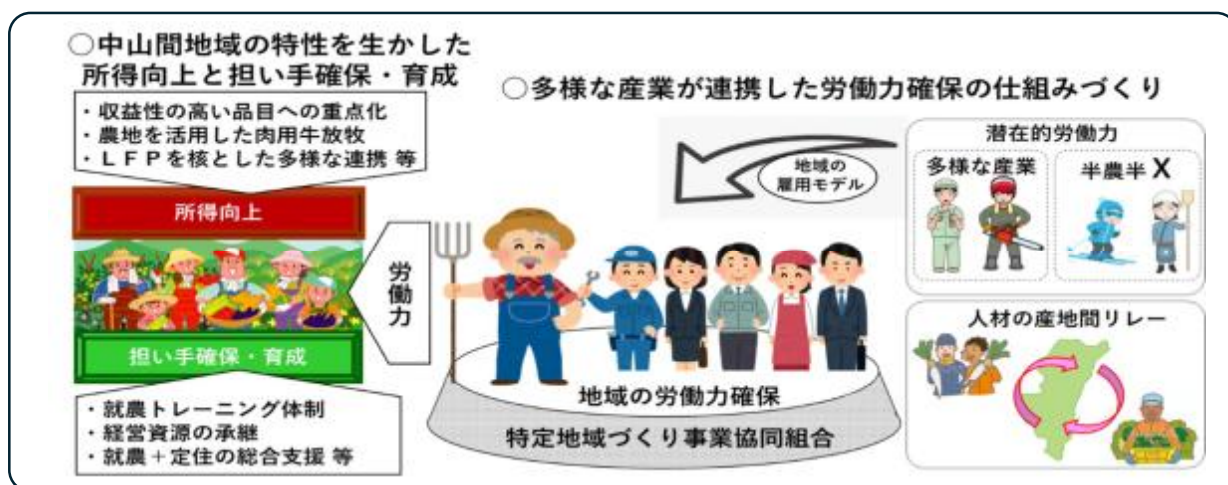 ○中山間地域の特性を生かした
所得向上と担い手確保・育成
・収益性の高い品目への重点化
・農地を活用した肉用牛放牧
・ＬＦＰを核とした多様な連携 等
所得向上
担い手確保・育成
・就農トレーニング体制
・経営資源の承継
・就農＋定住の総合支援 等
労働力
○多様な産業が連携した労働力確保の仕組みづくり
地域の
雇用モデル
地域の労働力確保
特定地域づくり事業協同組合
潜在的労働力
多様な産業
半農半X
人材の産地間リレー